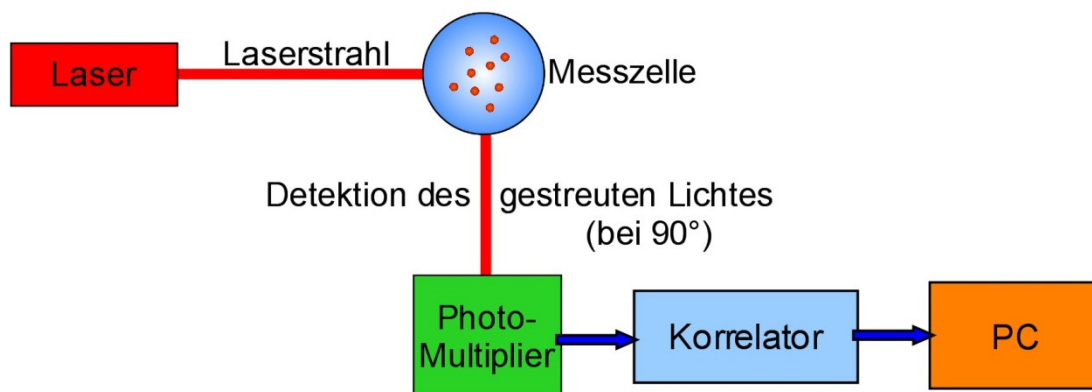 Laser
Laserstrahl
Messzelle
Detektion des gestreuten Lichtes
(bei 90°)
Photo-
Multiplier
Korrelator
PC